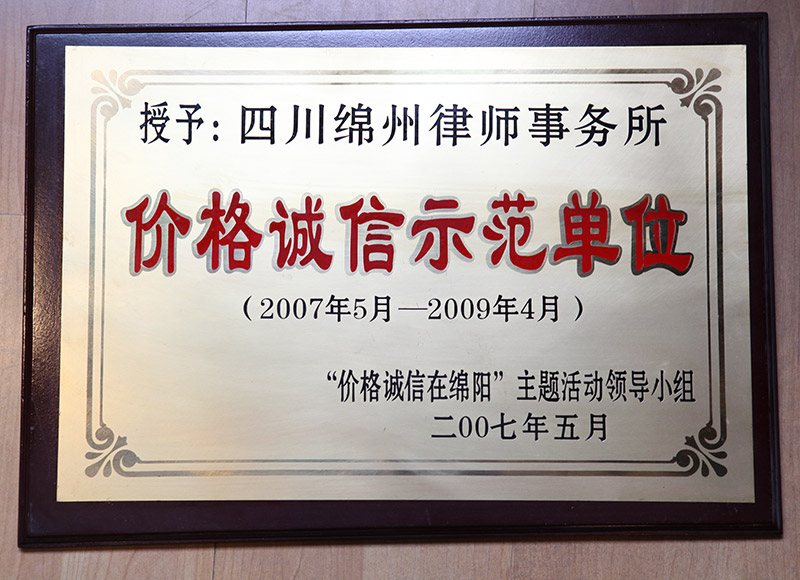 授予：四川绵州律师事务所
价格诚信示范单位
（2007年5月—2009年4月）
“价格诚信在绵阳”主题活动领导小组
二00七年五月